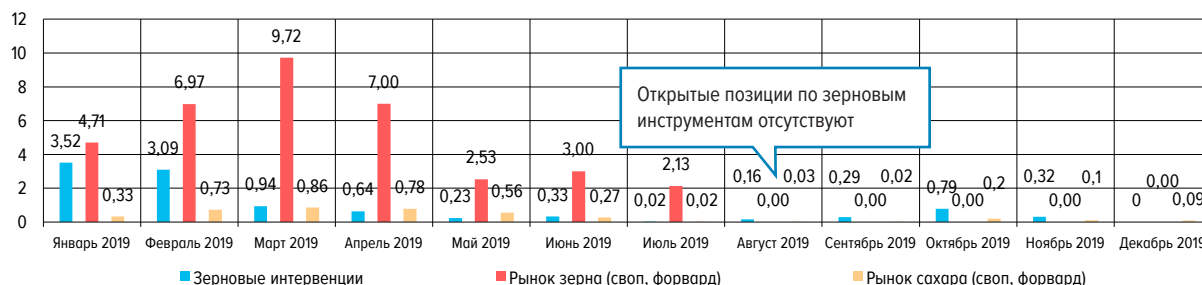 12
10
8
6
4
2
0
3,52 4,71 0,33
3,09 6,97 0,73
0,94 9,72 0,86
0,64 7,00 0,78
0,23 2,53 0,56
0,33 3,00 0,27
0,02 2,13 0,02
0,16 0,00 0,03
0,29 0,00 0,02
0,79 0,00 0,2
0,32 0,00 0,1
0 0,00 0,09
Открытые позиции по зерновым
инструментам отсутствуют
Январь 2019 Февраль 2019 Март 2019 Апрель 2019 Май 2019 Июнь 2019 Июль 2019 Август 2019 Сентябрь 2019 Октябрь 2019 Ноябрь 2019 Декабрь 2019
Зерновые интервенции Рынок зерна (своп, форвард) Рынок сахара (своп, форвард)